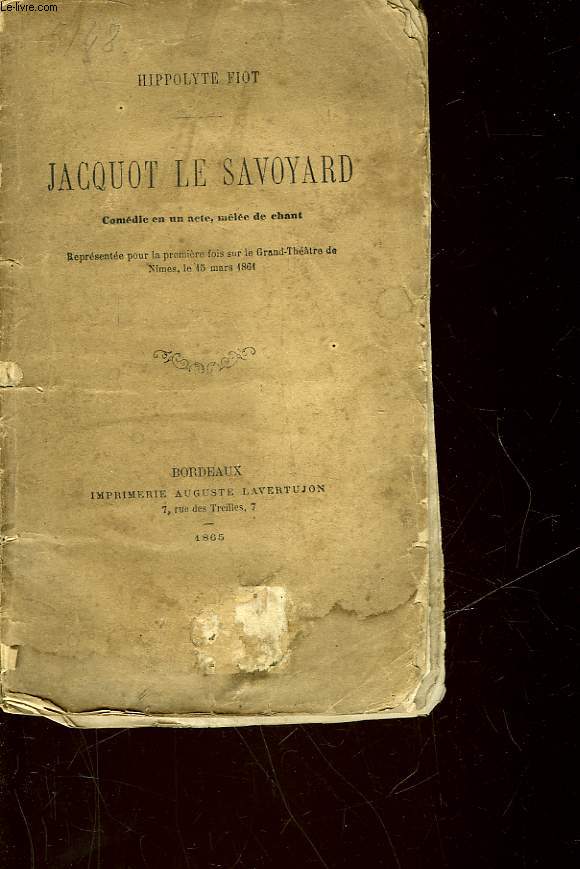 Le-livre.com
HIPPOLYTE FIOT
JACQUOT LE SAVOYARD
Comédie en un acte, mêlée de chant
Représentée pour la première fois sur le Grand-Théâtre de
Nîmes, le 15 mars 1861
BORDEAUX
IMPRIMERIE AUGUSTE LAVERTUJON
7, rue des Treilles, 7
1865